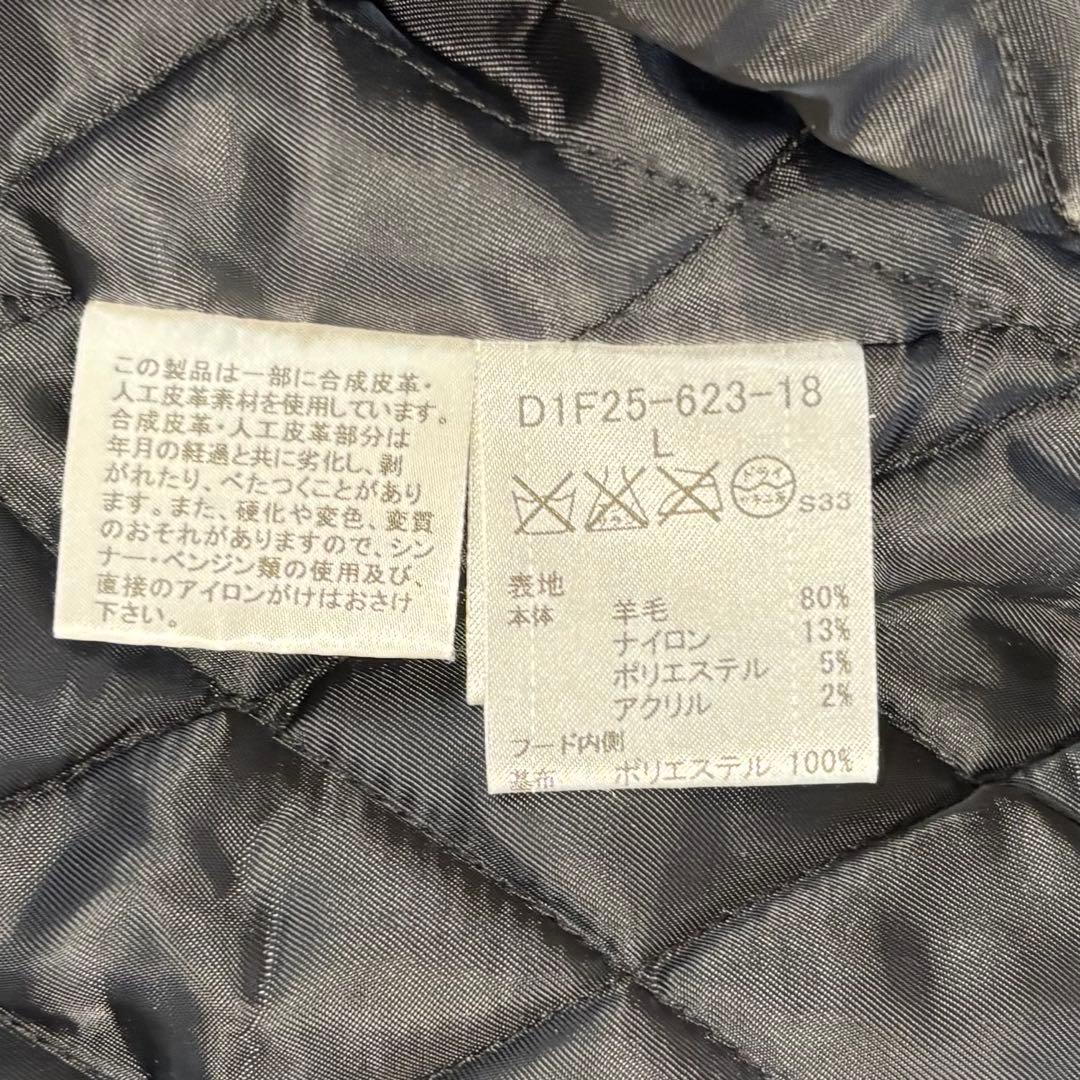 この製品は一部に合成皮革・
人工皮革素材を使用しています。
合成皮革・人工皮革部分は
年月の経過と共に劣化し、剥
がれたり、べたつくことがあり
ます。また、硬化や変色、変質
のおそれがありますので、シン
ナー・ベンジン類の使用及び、
直接のアイロンがけはおさけ
下さい。
D1F25-623-18
L
ドライ
S33
表地
本体 羊毛 80%
ナイロン 13%
ポリエステル 5%
アクリル 2%
フード内側
基布 ポリエステル 100%